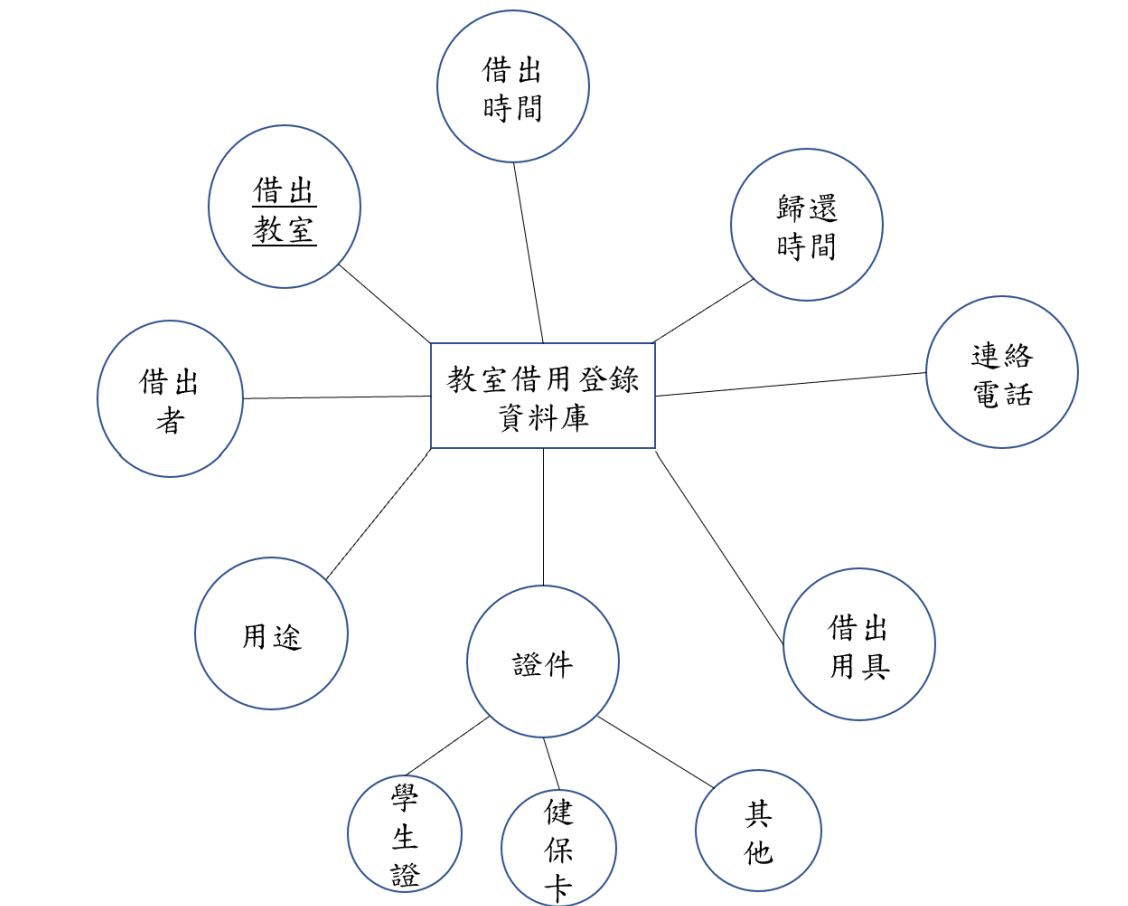 借出
時間
借出
教室
歸還
時間
連絡
電話
借出
者
教室借用登錄
資料庫
用途
證件
借出
用具
學
生
證
健
保
卡
其
他